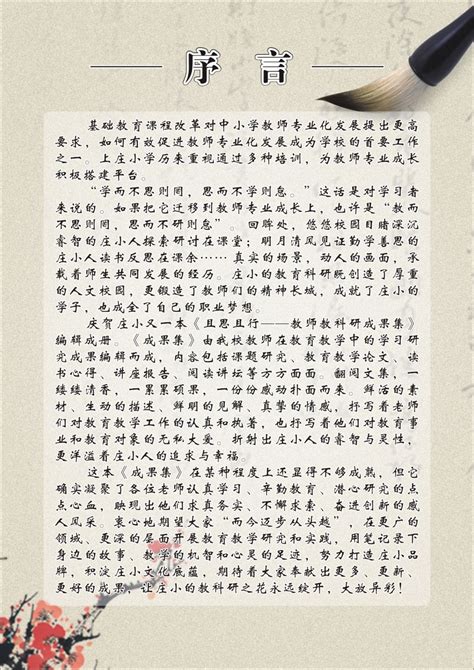 序言
基础教育课程改革对中小学教师专业化发展提出更高
要求，如何有效促进教师专业化发展成为学校的首要工作
之一。上庄小学历来重视通过多种培训，为教师专业成长
积极搭建平台。
“学而不思则罔，思而不学则怠。”这话是对学习者
来说的。如果把它迁移到教师专业成长上，也许是“教而
不思则罔，思而不研则怠”。回眸处，悠悠校园目睹深沉
睿智的庄小人探索研讨在课堂；明月清风见证勤学善思的
庄小人读书反思在课余……真实的场景，动人的画面，承
载着师生共同发展的经历。庄小的教育科研既创造了厚重
的人文校园，更锻造了教师们的精神长城，成就了庄小的
学子，也成全了自己的职业梦想。
庆贺庄小又一本《且思且行——教师教科研成果集》
编辑成册。《成果集》由我校教师在教育教学中的学习研
究成果编辑而成，内容包括课题研究、教育教学论文、读
书心得、讲座报告、阅读讲坛等方方面面。翻阅文集，一
缕缕清香，一累累硕果，一份份感动扑面而来。鲜活的素
材、生动的描述、鲜明的见解、真挚的情感，抒写着老师
们对教育教学工作的认真和执著，也抒写着他们对教育事
业和教育对象的无私大爱。折射出庄小人的睿智与灵性，
更洋溢着庄小人的追求与幸福。
这本《成果集》在某种程度上还显得不够成熟，但它
确实凝聚了各位老师认真学习、辛勤教育、潜心研究的点
点心血，映现出他们求真务实、不懈求索、奋进创新的感
人风采。衷心地期望大家“而今迈步从头越”，在更广的
领域、更深的层面开展教育教学研究和实践，用笔记录下
身边的故事、教学的机智和心灵的足迹，努力打造庄小品
牌，积淀庄小文化底蕴，期待着大家奉献出更多、更新、
更好的成果，让庄小的教科研之花永远绽开，大放异彩！